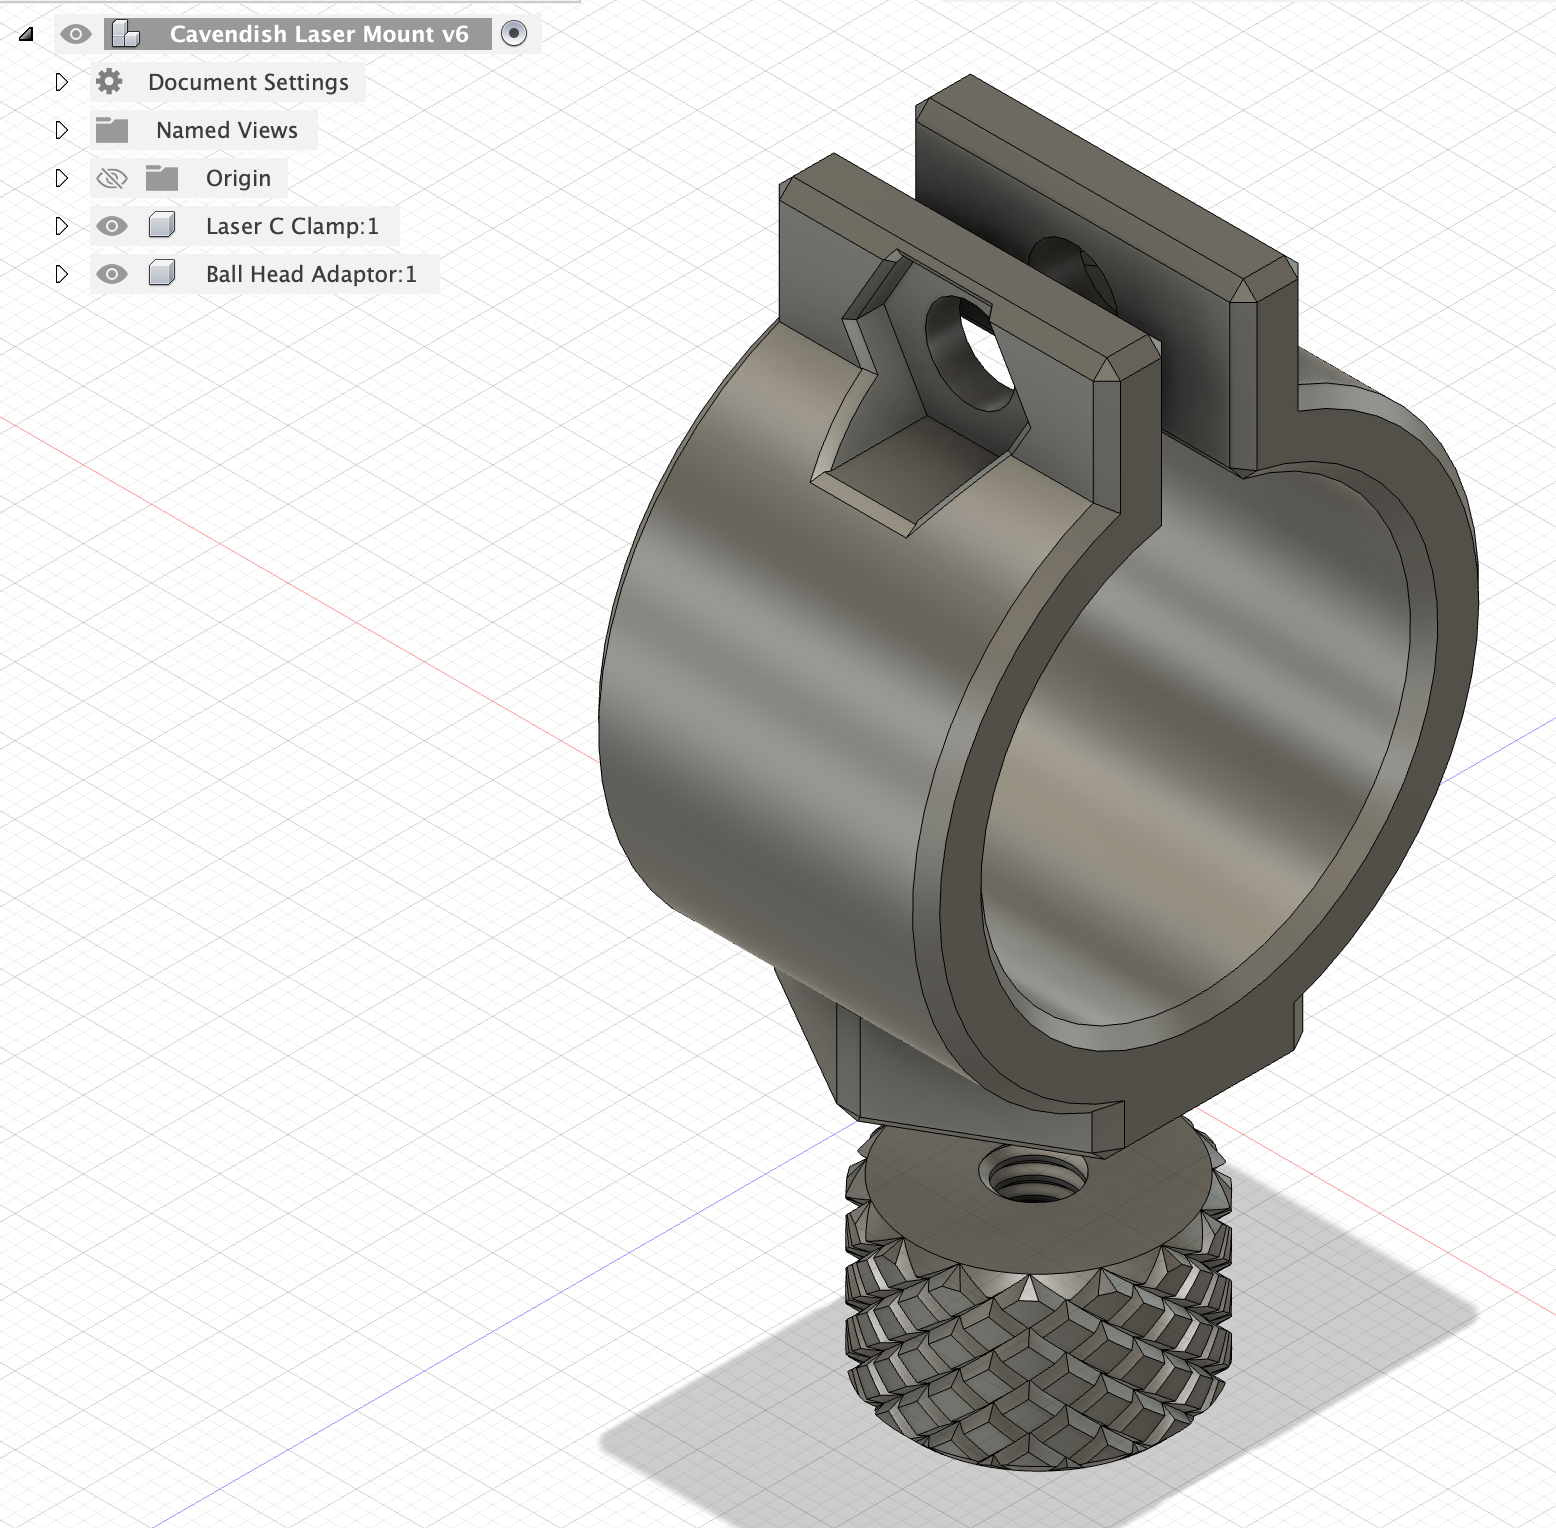 Cavendish Laser Mount v6
Document Settings
Named Views
Origin
Laser C Clamp:1
Ball Head Adaptor:1